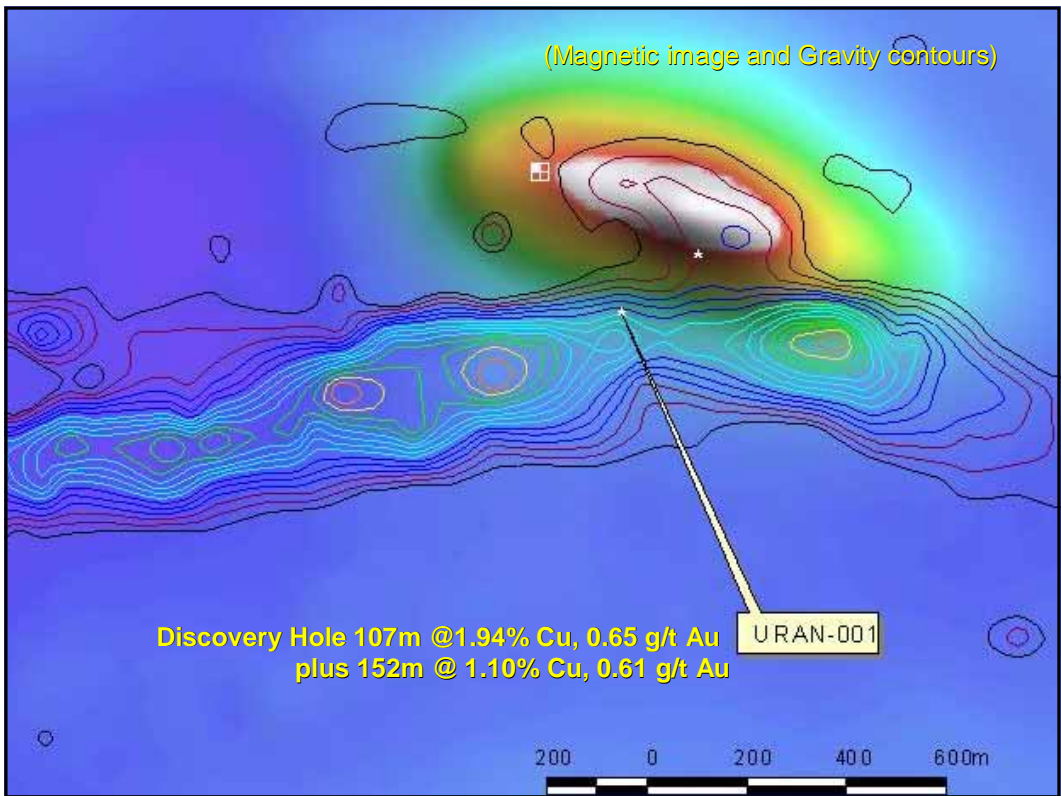 (Magnetic image and Gravity contours)
Discovery Hole 107m @1.94% Cu, 0.65 g/t Au
plus 152m @ 1.10% Cu, 0.61 g/t Au
URAN-001
200 0 200 400 600m